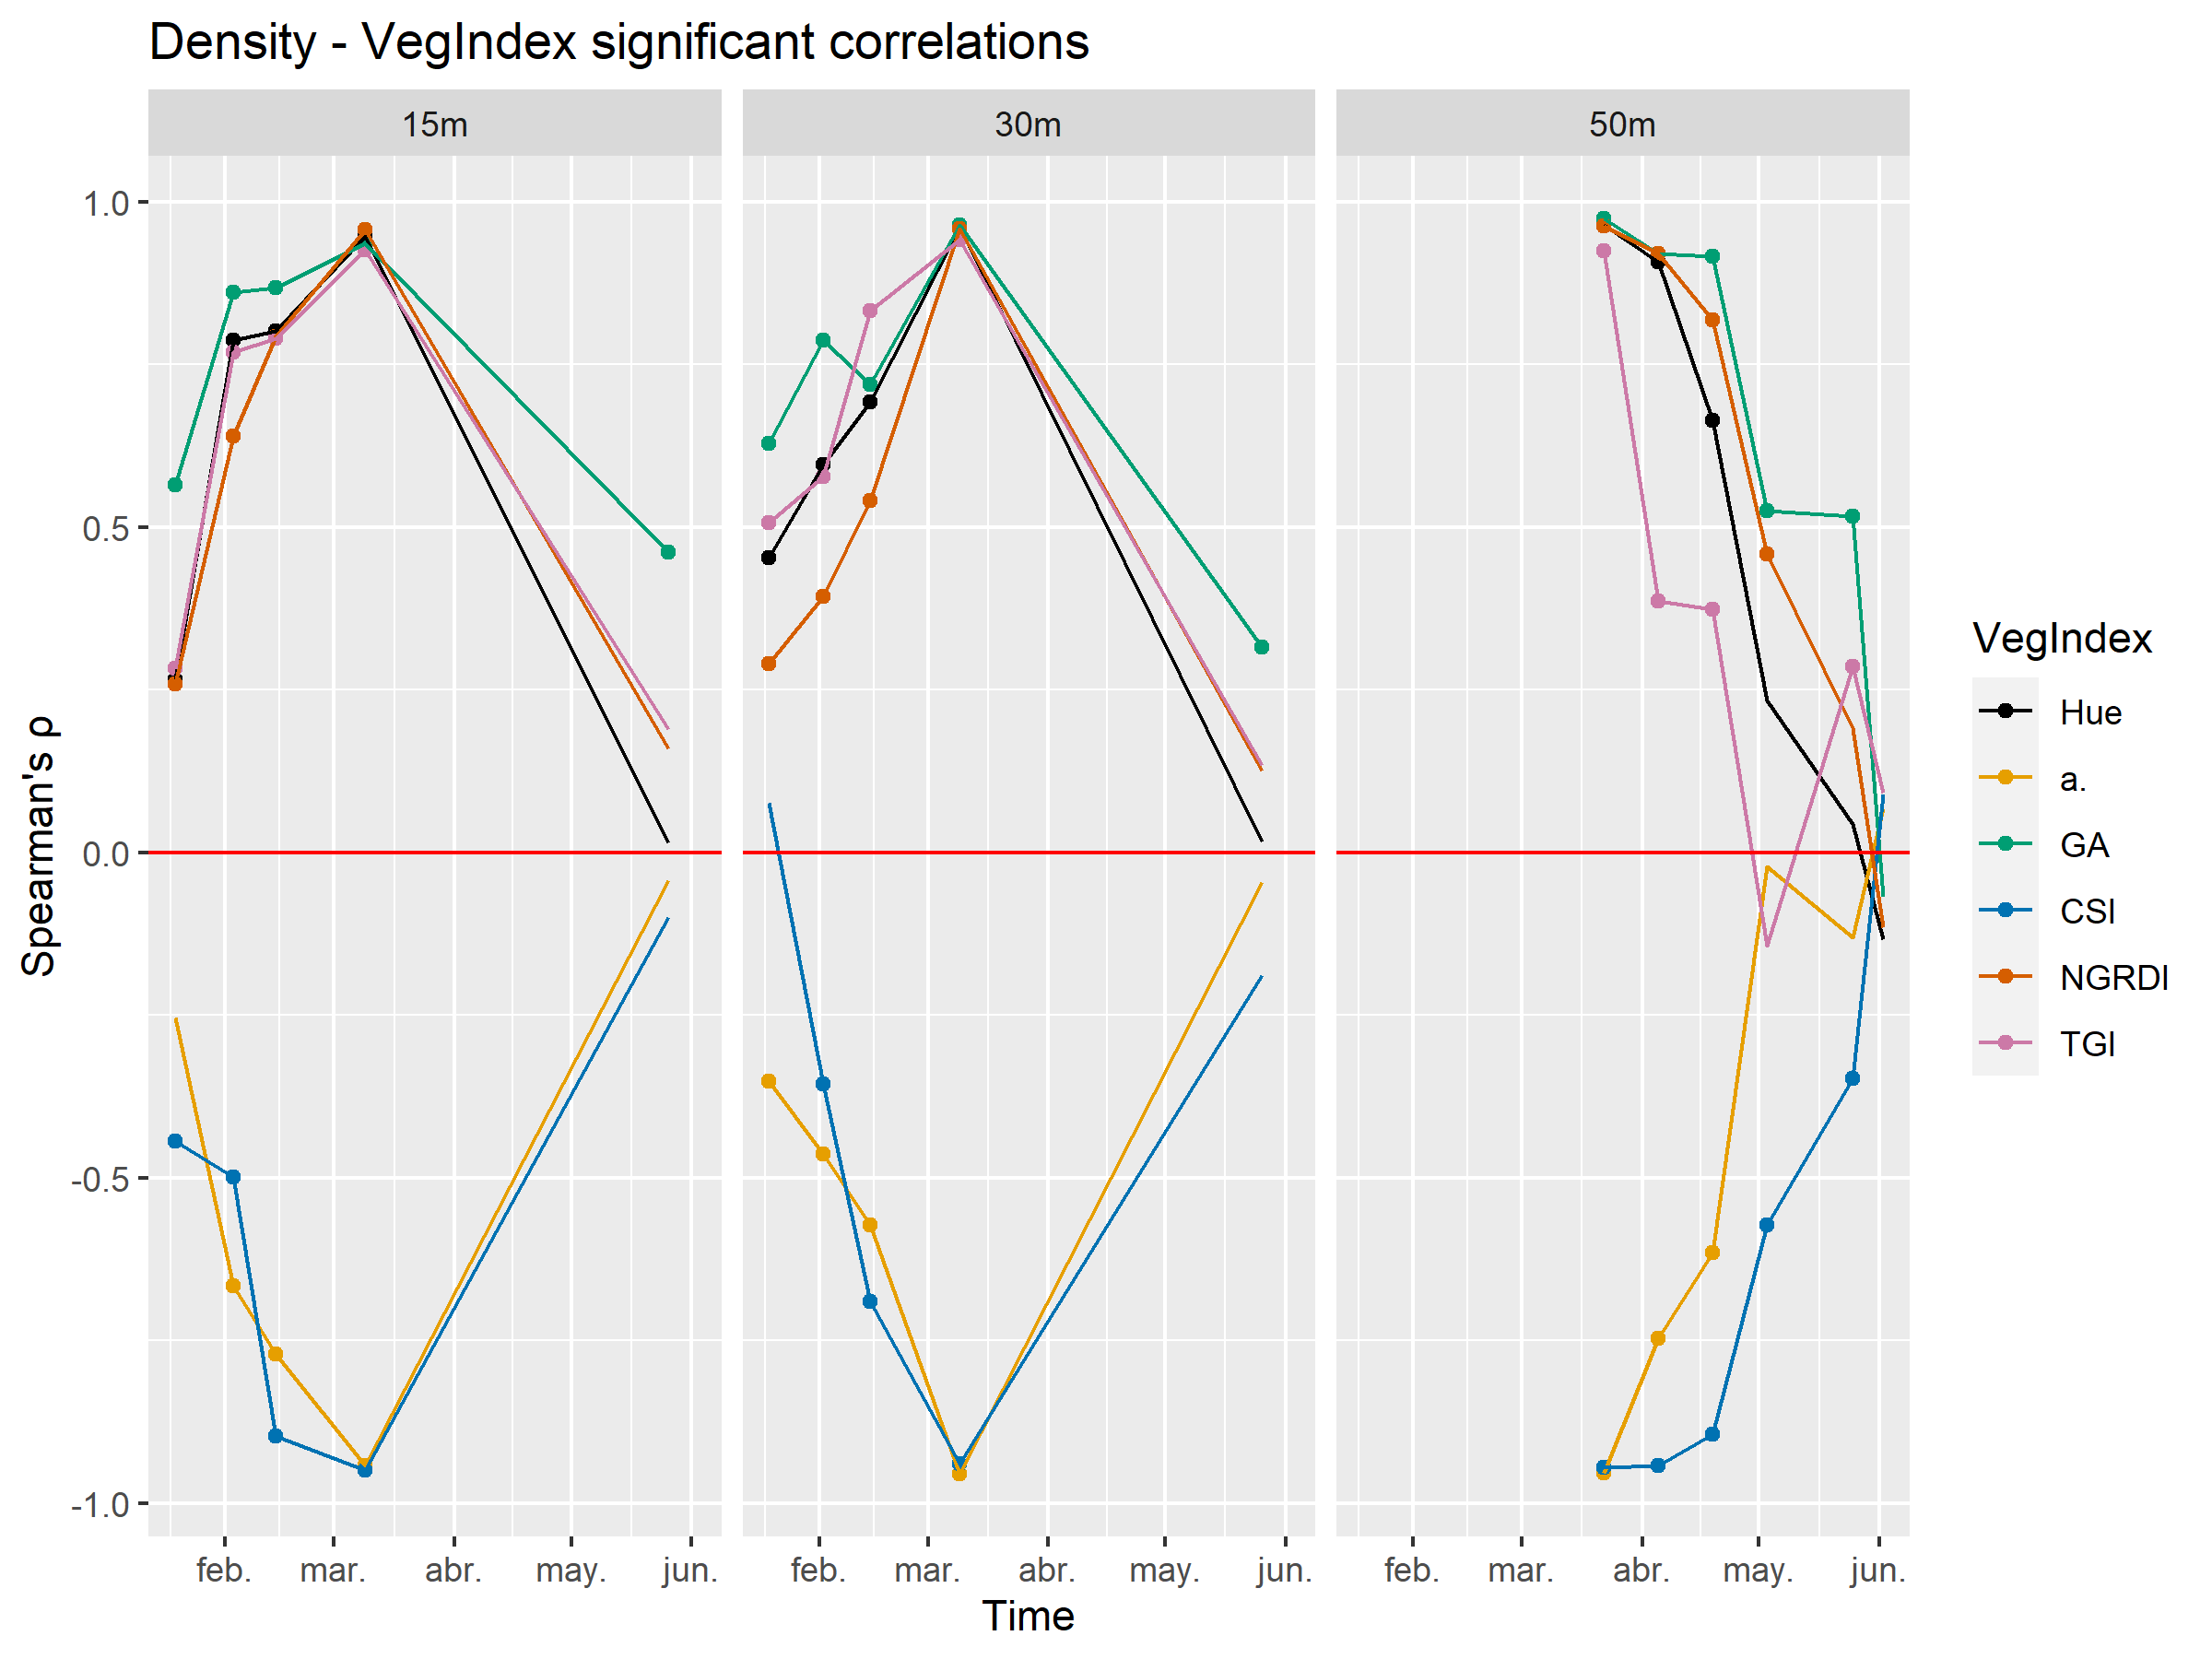 Density - VegIndex significant correlations
15m 30m 50m
1.0
0.5
0.0
-0.5
-1.0
Spearman's ρ
feb. mar. abr. may. jun. feb. mar. abr. may. jun. feb. mar. abr. may. jun.
Time
VegIndex
Hue
a.
GA
CSI
NGRDI
TGI